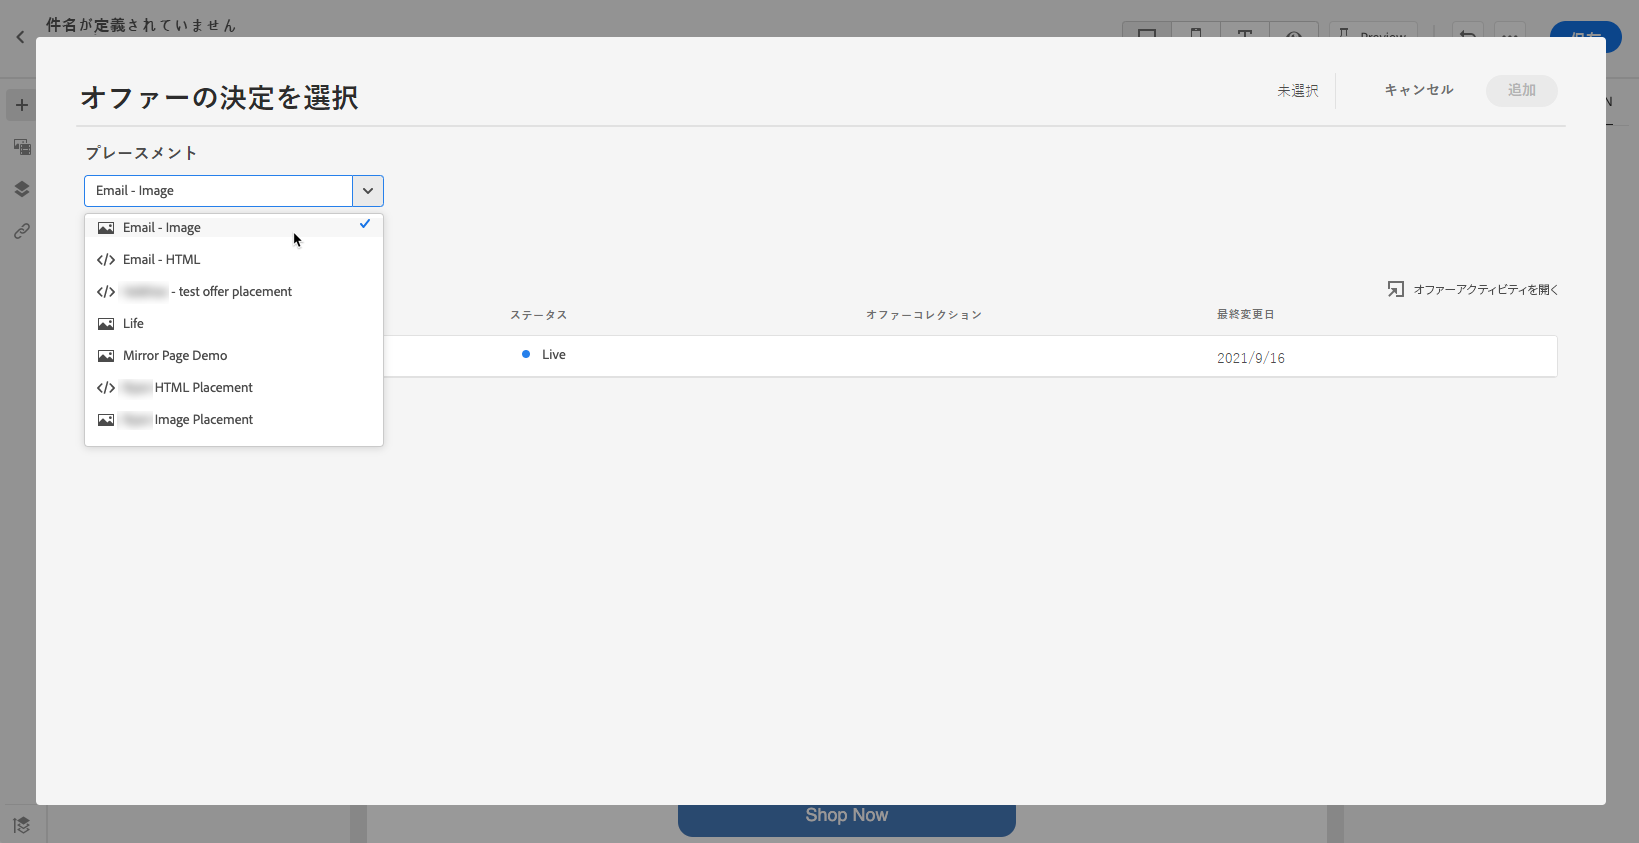 件名が定義されていません
Preview
保存
オファーの決定を選択
未選択
キャンセル
追加
N
プレースメント
Email - Image
Email - Image
Email - HTML
- test offer placement
Life
Mirror Page Demo
HTML Placement
Image Placement
オファーアクティビティを開く
ステータス
オファーコレクション
最終変更日
Live
2021/9/16
Shop Now